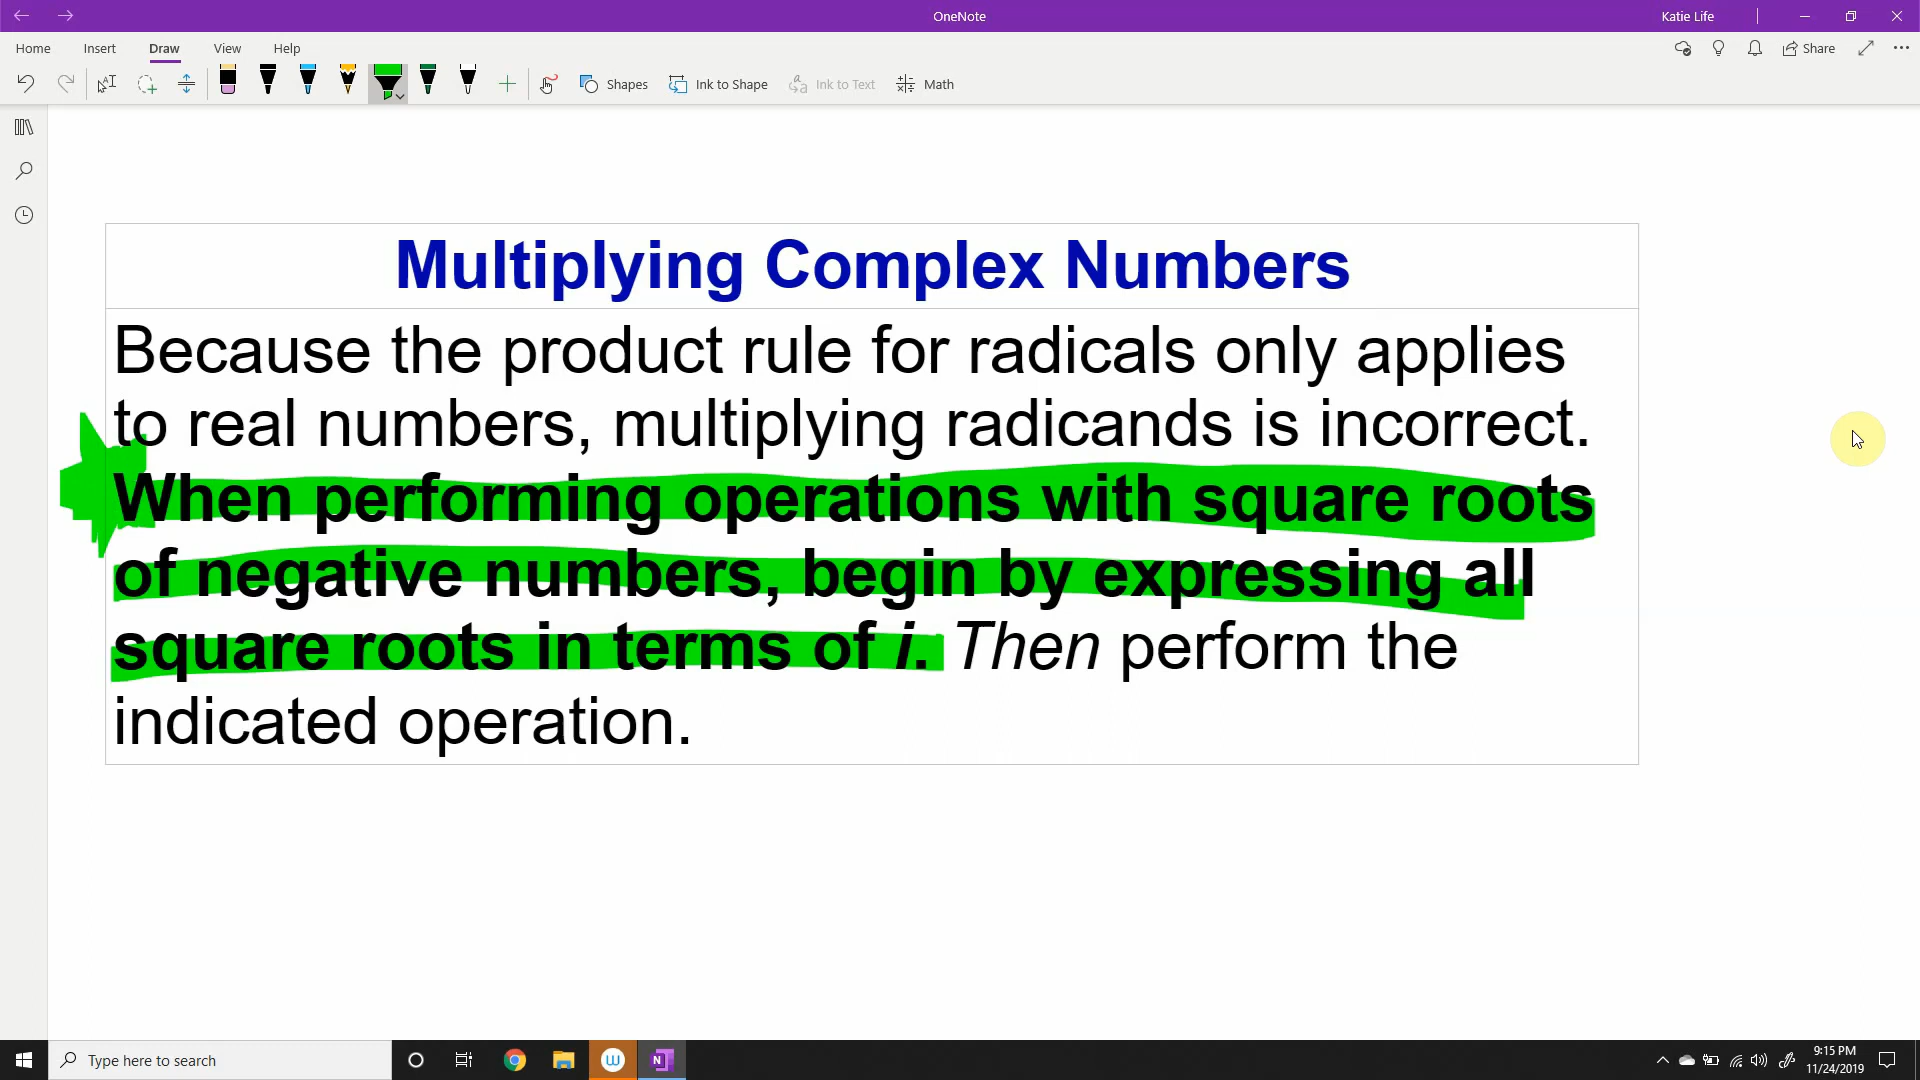 OneNote
Katie Life
Home Insert Draw View Help
Share
Shapes Ink to Shape Ink to Text Math
Multiplying Complex Numbers
Because the product rule for radicals only applies
to real numbers, multiplying radicands is incorrect.
When performing operations with square roots
of negative numbers, begin by expressing all
square roots in terms of i. Then perform the
indicated operation.
Type here to search
9:15 PM
11/24/2019